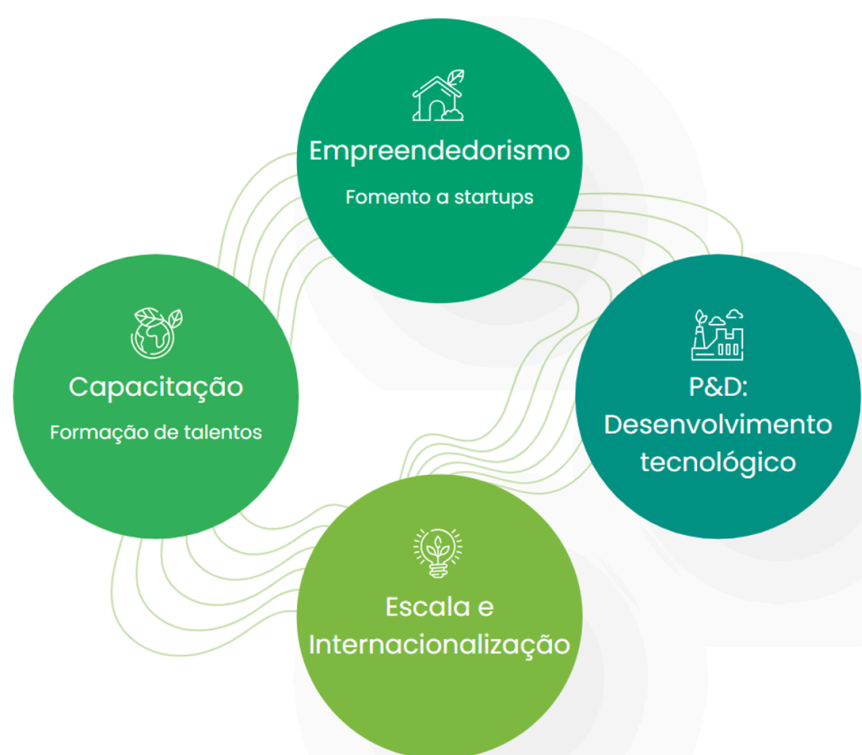 Empreendedorismo
Fomento a startups
Capacitação
Formação de talentos
P&D:
Desenvolvimento
tecnológico
Escala e
Internacionalização